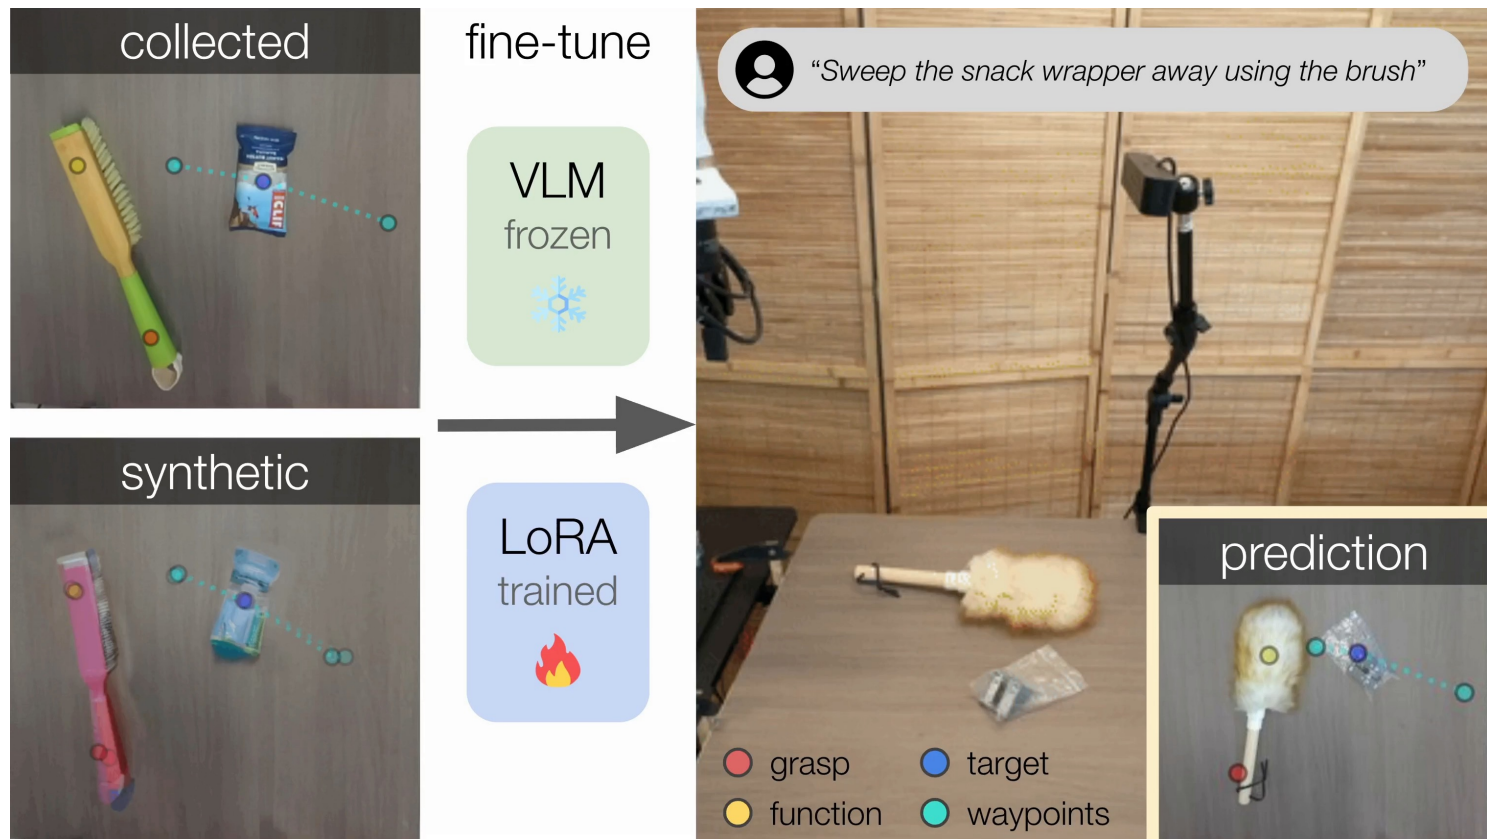 collected
fine-tune
“Sweep the snack wrapper away using the brush”
VLM
frozen
CLIF
synthetic
LoRA
trained
prediction
grasp
target
function
waypoints